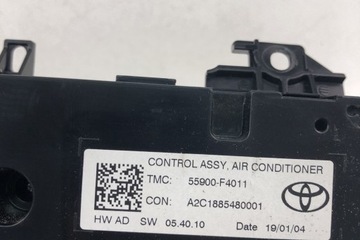 CONTROL ASSY, AIR CONDITIONER
TMC: 55900-F4011
CON: A2C1885480001
HW AD SW 05.40.10 Date 19/01/04